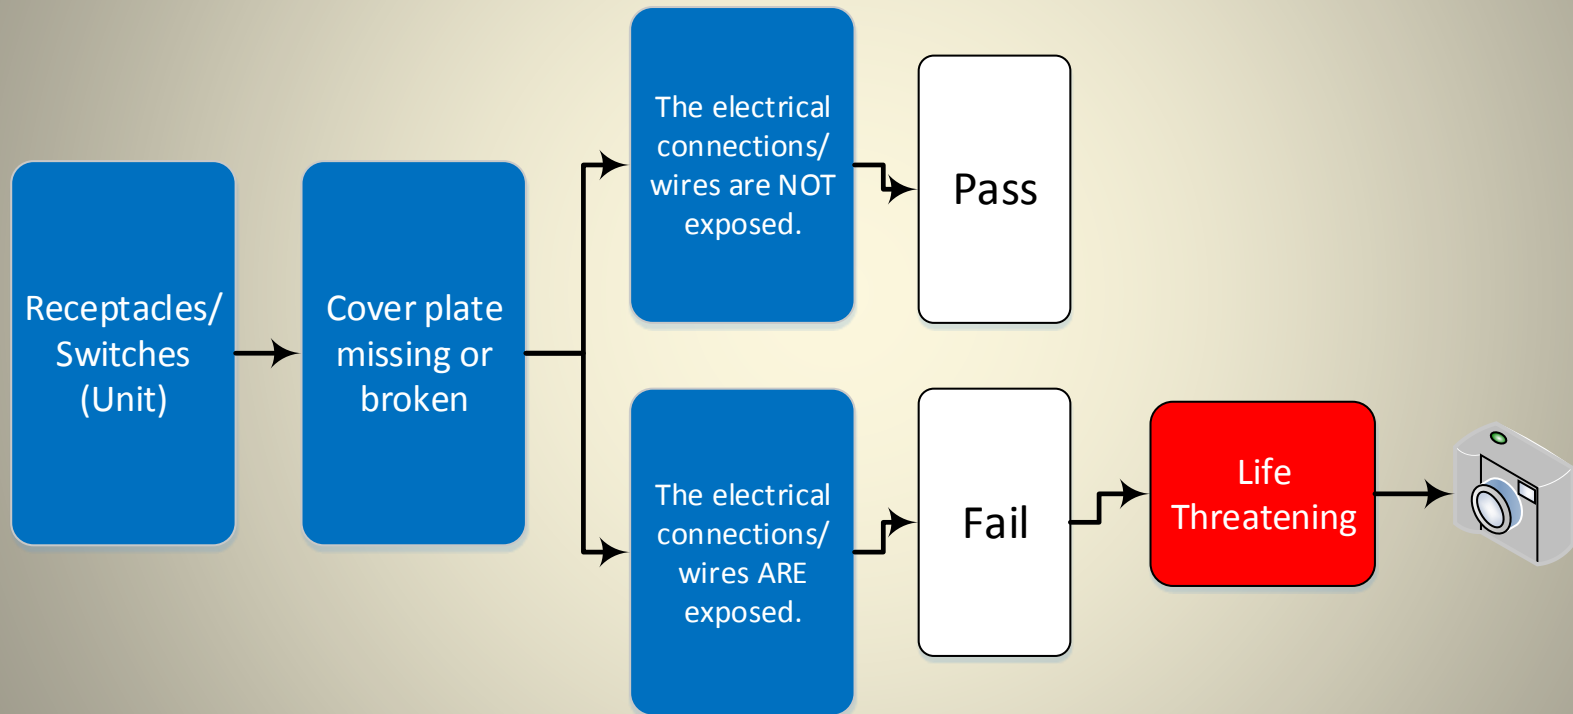 Receptacles/
Switches
(Unit)
Cover plate
missing or
broken
The electrical
connections/
wires are NOT
exposed.
Pass
The electrical
connections/
wires ARE
exposed.
Fail
Life
Threatening